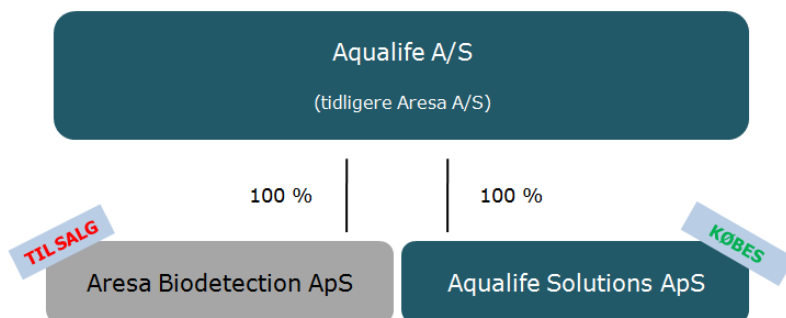 Aqualife A/S
(tidligere Aresa A/S)
100 %
100 %
TIL SALG
KØBES
Aresa Biodetection ApS
Aqualife Solutions ApS